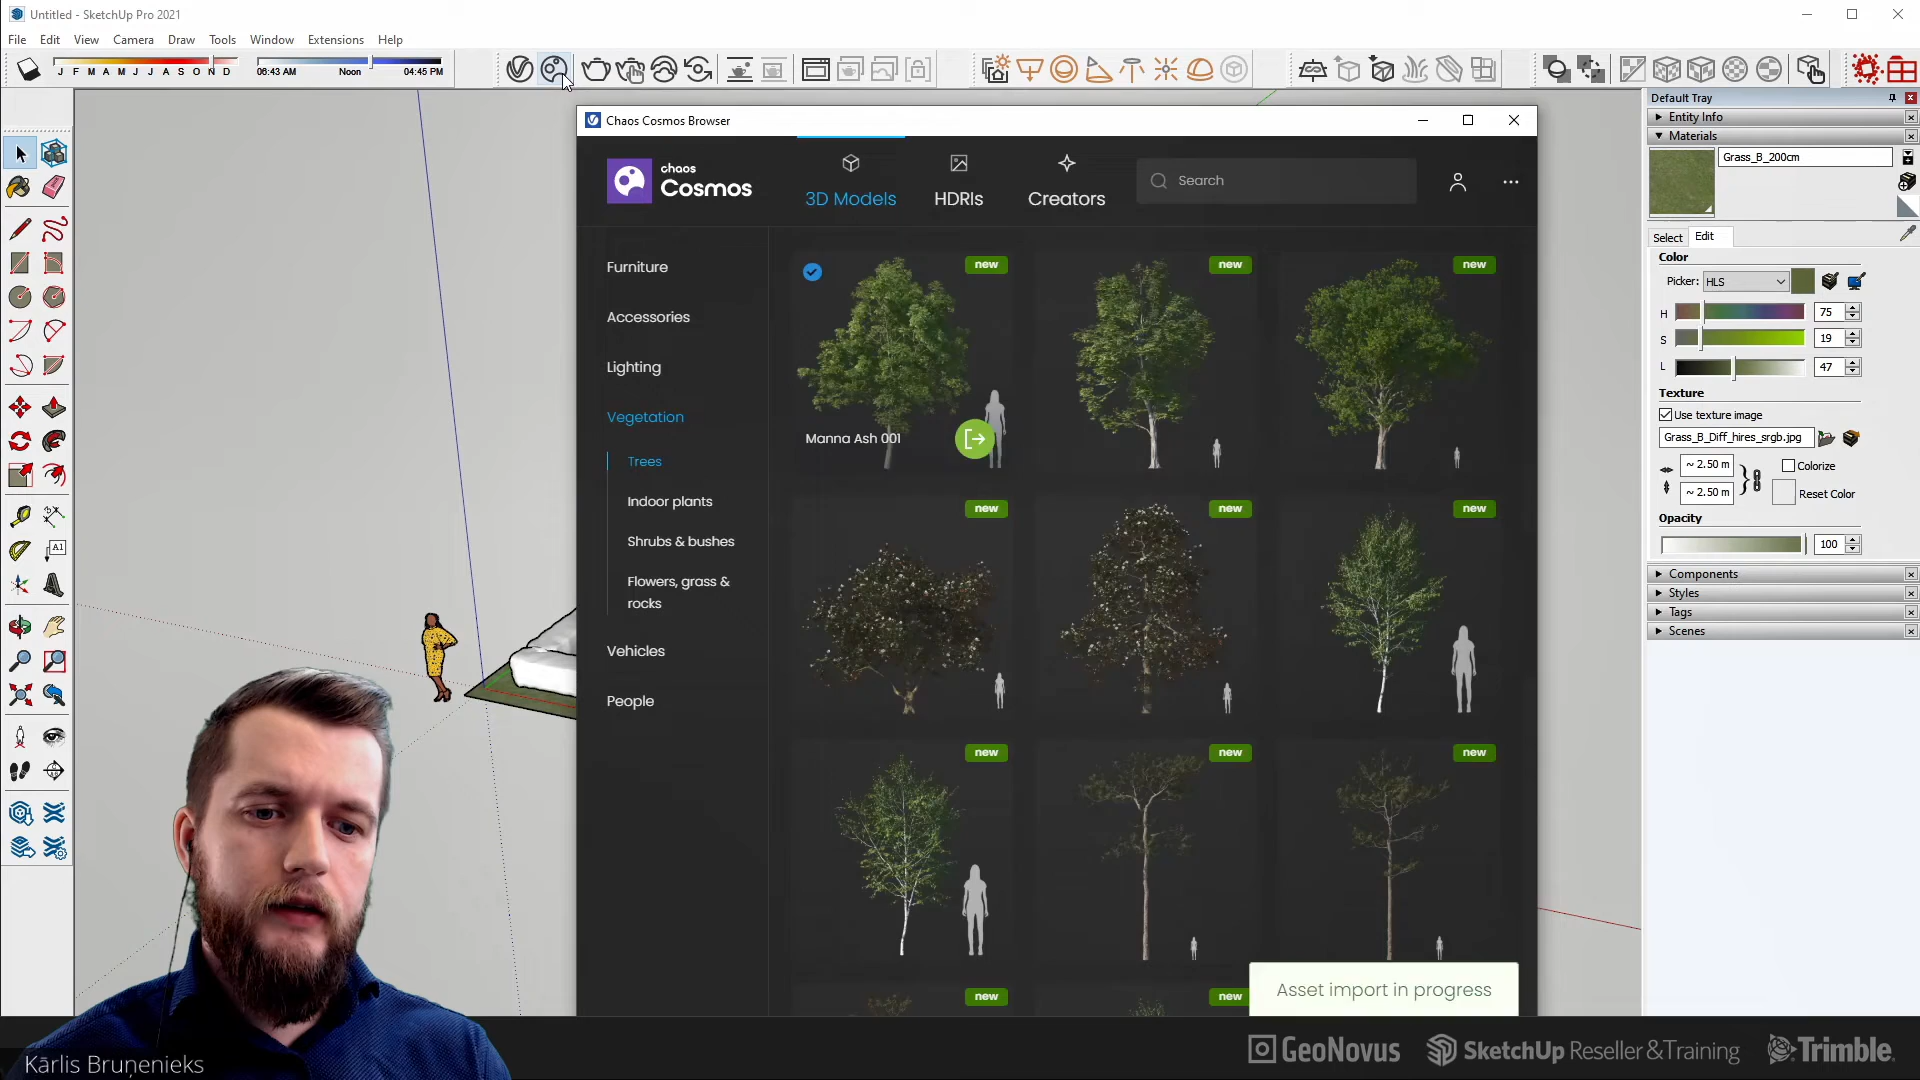 Untitled - SketchUp Pro 2021
File Edit View Camera Draw Tools Window Extensions Help
J F M A M J J A S O N D
06:43 AM Noon 04:45 PM
A1
Chaos Cosmos Browser
chaos
Cosmos
3D Models
HDRIs
Creators
Search
Furniture
Accessories
Lighting
Vegetation
Trees
Indoor plants
Shrubs & bushes
Flowers, grass &
rocks
Vehicles
People
new
new
new
Manna Ash 001
new
new
new
new
new
new
new
new
Asset import in progress
Default Tray
Entity Info
Materials
Grass_B_200cm
Select Edit
Color
Picker: HLS
H 75
S 19
L 47
Texture
Use texture image
Grass_B_Diff_hires_srgb.jpg
~ 2.50 m
Colorize
~ 2.50 m
Reset Color
Opacity
100
Components
Styles
Tags
Scenes
Kārlis Bruņenieks
GeoNovus
SketchUp Reseller & Training
Trimble